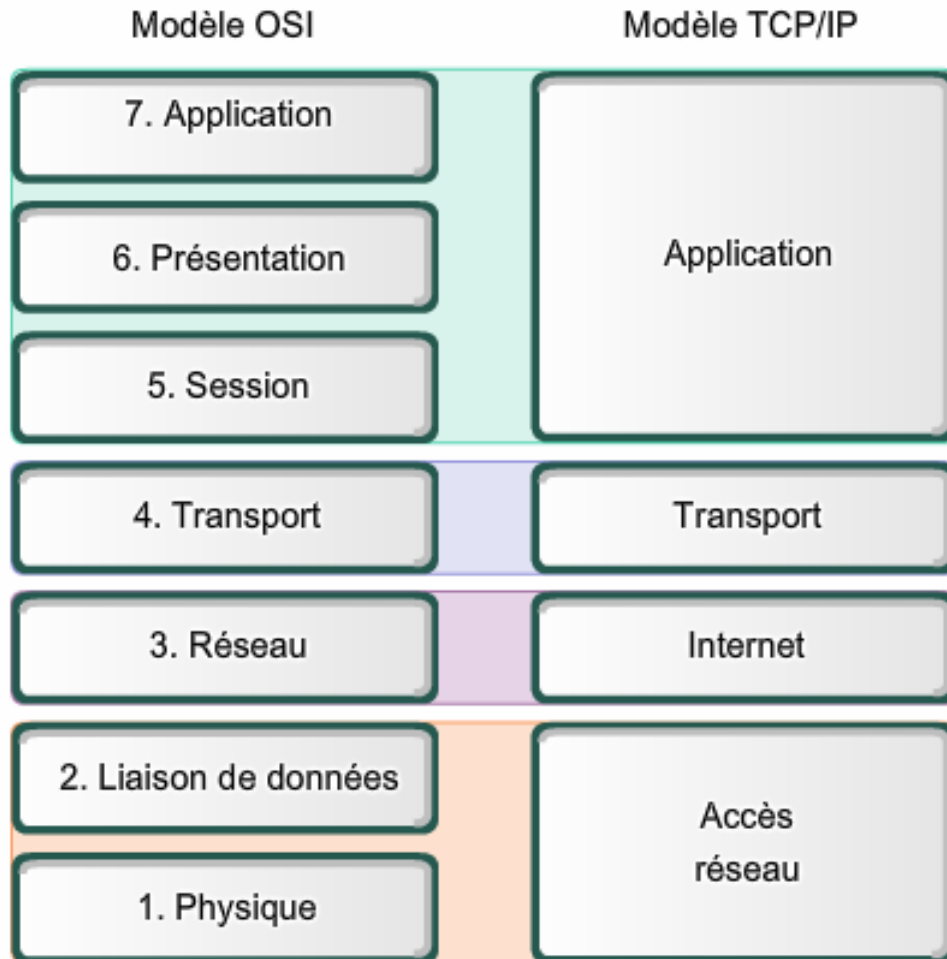 Modèle OSI
Modèle TCP/IP
7. Application
6. Présentation
5. Session
4. Transport
3. Réseau
2. Liaison de données
1. Physique
Application
Transport
Internet
Accès
réseau